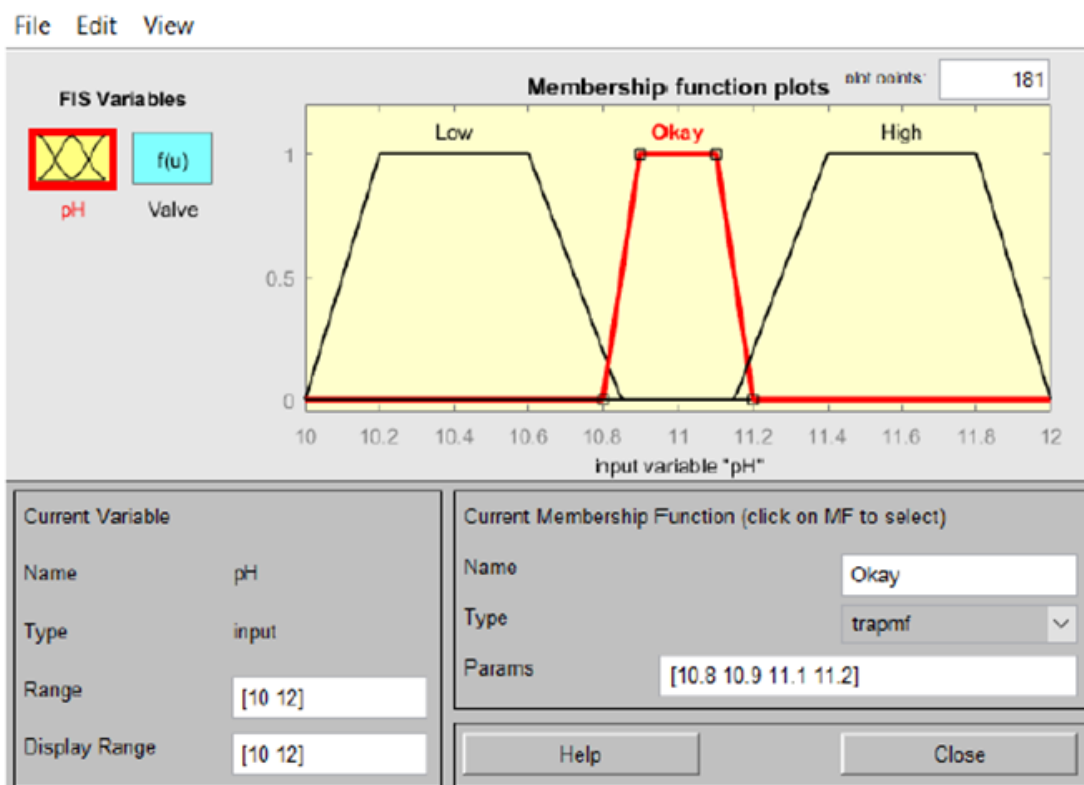 File Edit View
FIS Variables
f(u)
pH Valve
Membership function plots plot points: 181
Low Okay High
1
0.5
0
10 10.2 10.4 10.6 10.8 11 11.2 11.4 11.6 11.8 12
input variable "pH"
Current Variable
Name pH
Type input
Range [10 12]
Display Range [10 12]
Current Membership Function (click on MF to select)
Name Okay
Type trapmf
Params [10.8 10.9 11.1 11.2]
Help Close